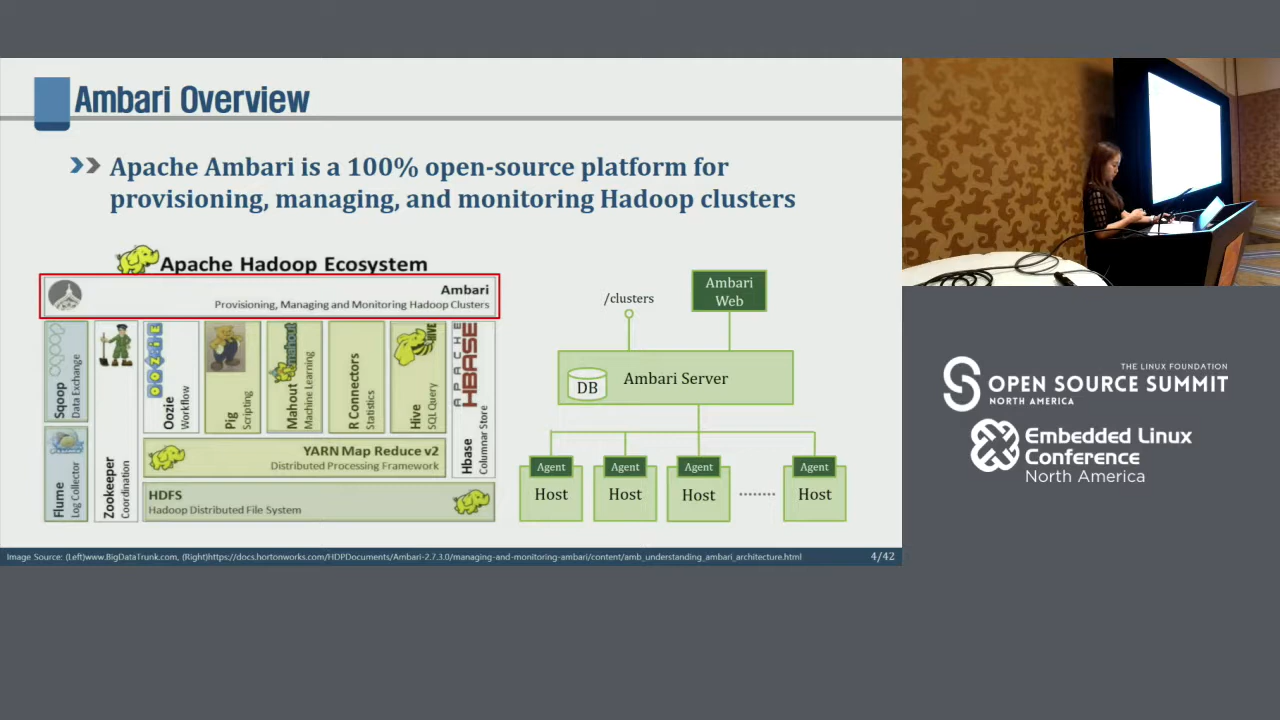 Ambari Overview
Apache Ambari is a 100% open-source platform for
provisioning, managing, and monitoring Hadoop clusters
Apache Hadoop Ecosystem
Ambari
Provisioning, Managing and Monitoring Hadoop Clusters
Sqoop
Data Exchange
Flume
Log Collector
Zookeeper
Coordination
OOZIE
Oozie
Workflow
Pig
Scripting
mahout
Mahout
Machine Learning
R Connectors
Statistics
HIVE
Hive
SQL Query
APACHE
HBASE
Hbase
Columnar Store
YARN Map Reduce v2
Distributed Processing Framework
HDFS
Hadoop Distributed File System
/clusters
Ambari
Web
DB
Ambari Server
Agent
Host
Agent
Host
Agent
Host
Agent
Host
Image Source: (Left)www.BigDataTrunk.com, (Right)https://docs.hortonworks.com/HDPDocuments/Ambari-2.7.3.0/managing-and-monitoring-ambari/content/amb_understanding_ambari_architecture.html
4/42
THE LINUX FOUNDATION
OPEN SOURCE SUMMIT
NORTH AMERICA
Embedded Linux
Conference
North America